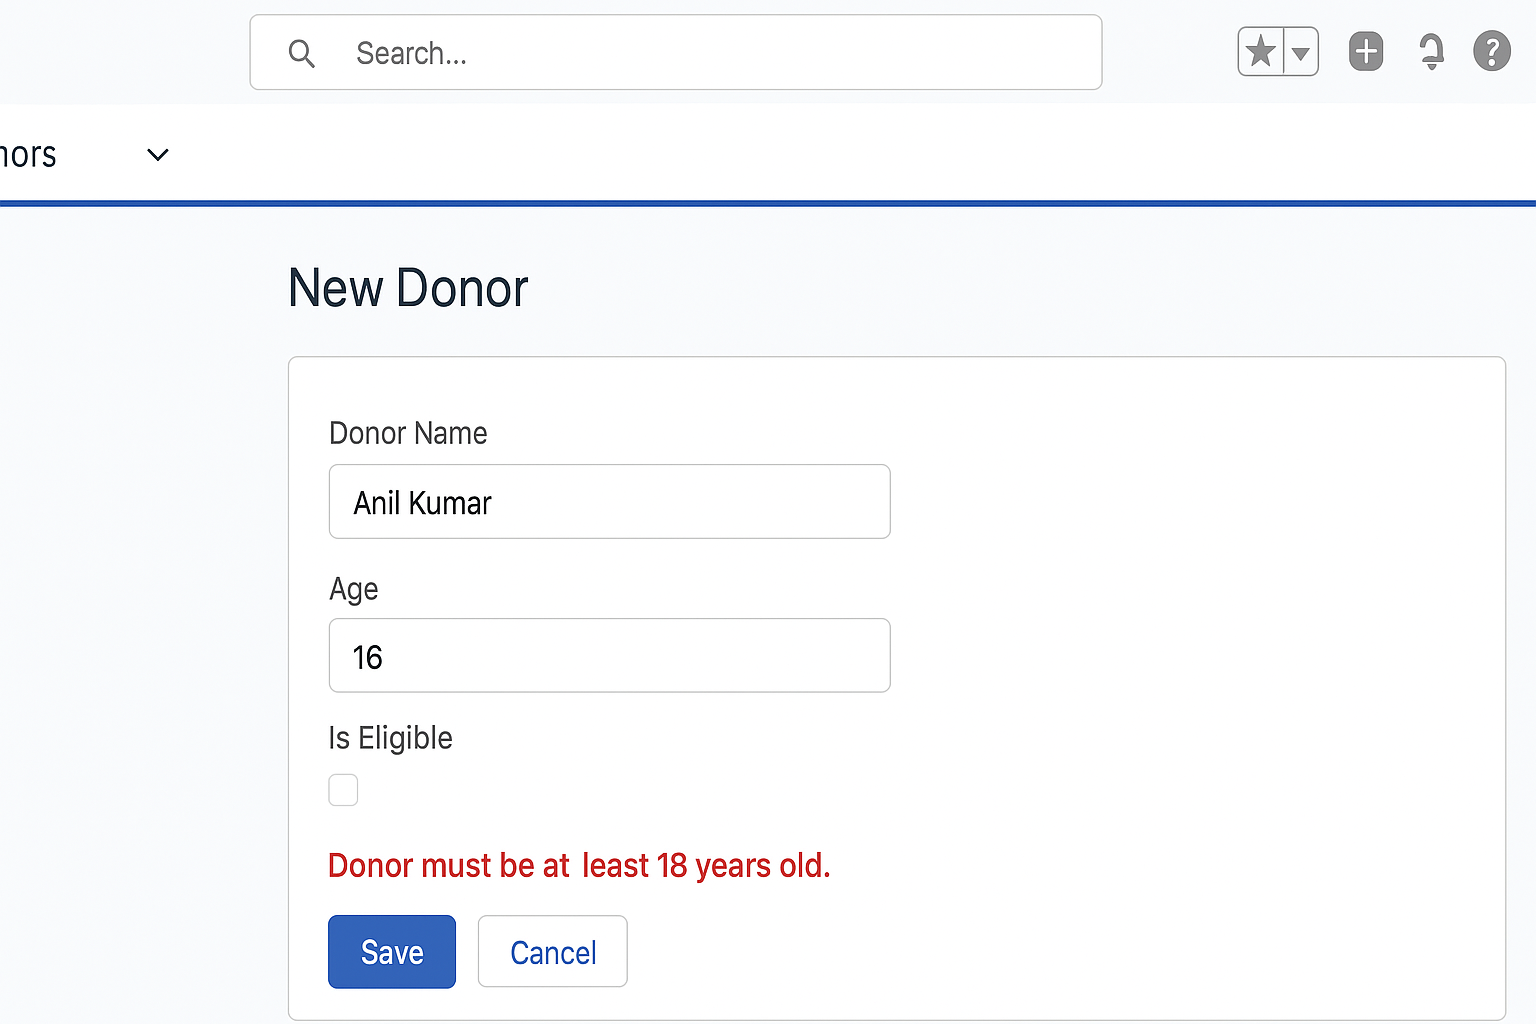 Search...
nors
New Donor
Donor Name
Anil Kumar
Age
16
Is Eligible
Donor must be at least 18 years old.
Save
Cancel